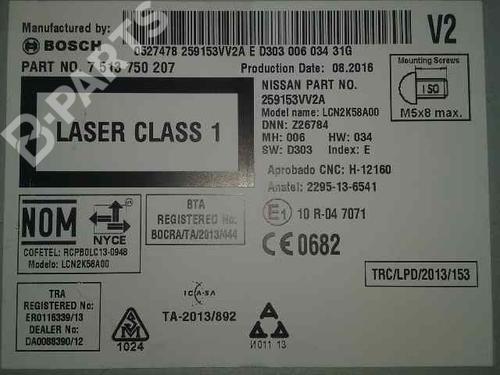 Manufactured by:
BOSCH
0527478 259153VV2A E D303 006 034 31G
V2
PART NO. 7 513 750 207
Production Date: 08.2016
Mounting Screws
ISO
M5x8 max.
NISSAN PART NO.
259153VV2A
Model name: LCN2K58A00
DNN: Z26784
MH: 006 HW: 034
SW: D303 Index: E
LASER CLASS 1
Aprobado CNC: H-12160
Anatel: 2295-13-6541
NOM
NYCE
COFETEL: RCPBOLC13-0948
Modelo: LCN2K58A00
BTA
REGISTERED No:
BOCRA/TA/2013/444
E1 10 R-04 7071
CE0682
TRC/LPD/2013/153
TRA
REGISTERED No:
ER0116339/13
DEALER No:
DA0088390/12
1024
ICASA
TA-2013/892
И011 13
B-PARTS